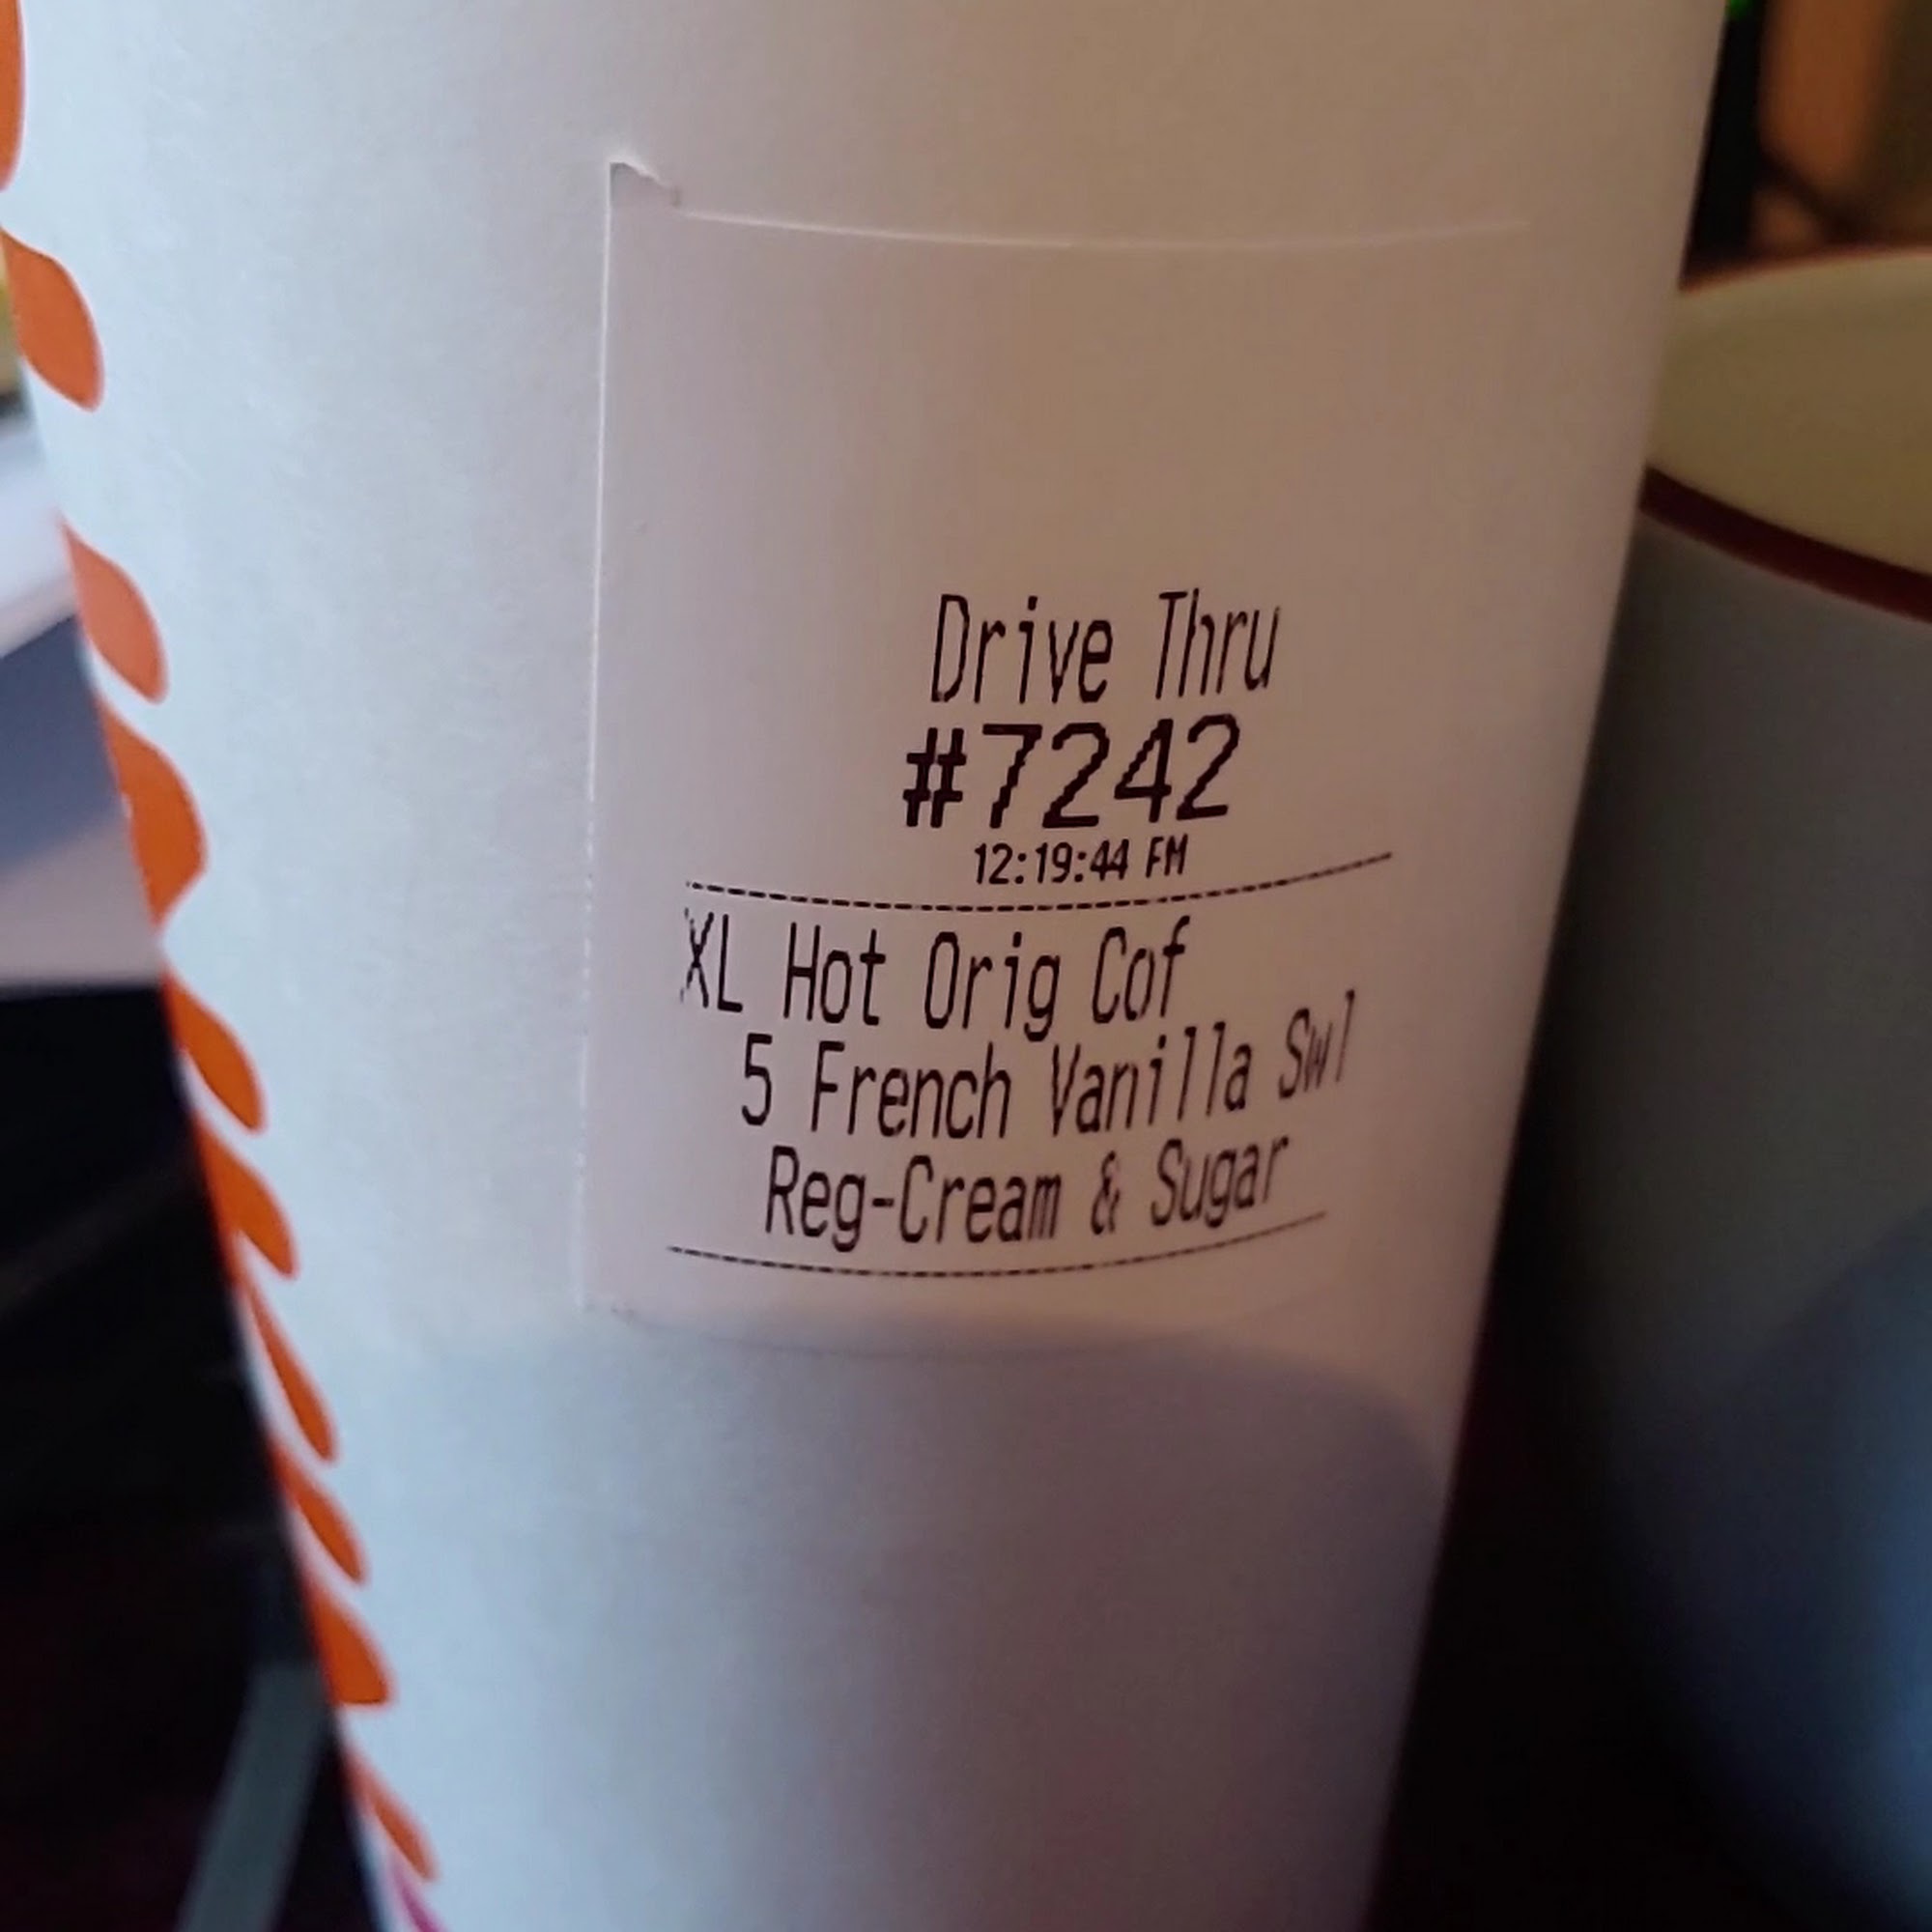 Drive Thru
#7242
12:19:44 PM
XL Hot Orig Cof
5 French Vanilla Swl
Reg-Cream & Sugar